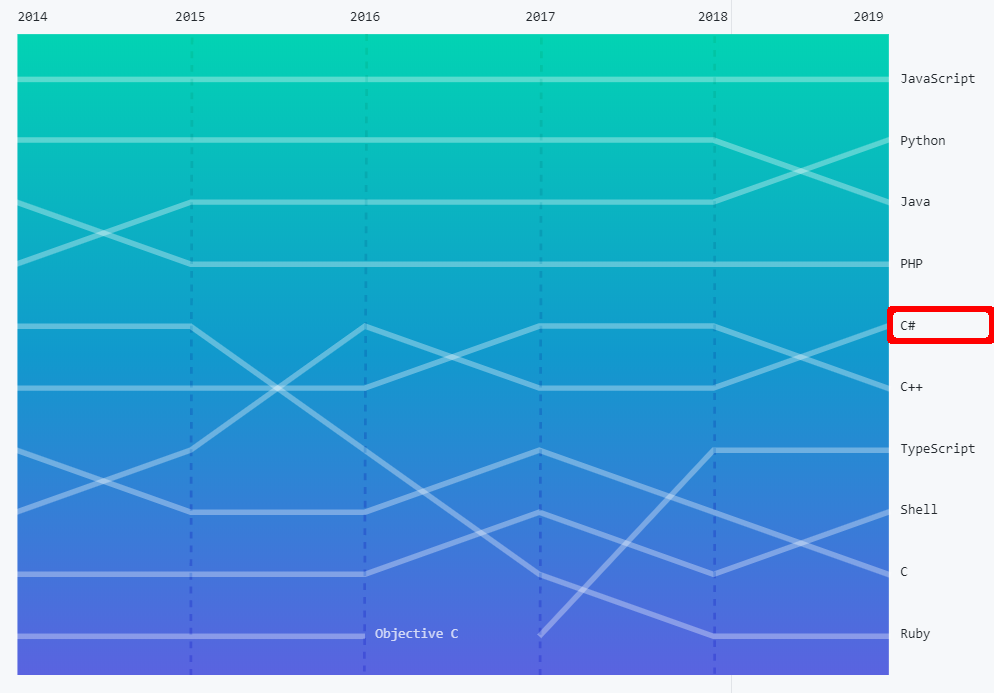 2014 2015 2016 2017 2018 2019
JavaScript
Python
Java
PHP
C#
C++
TypeScript
Shell
C
Objective C Ruby